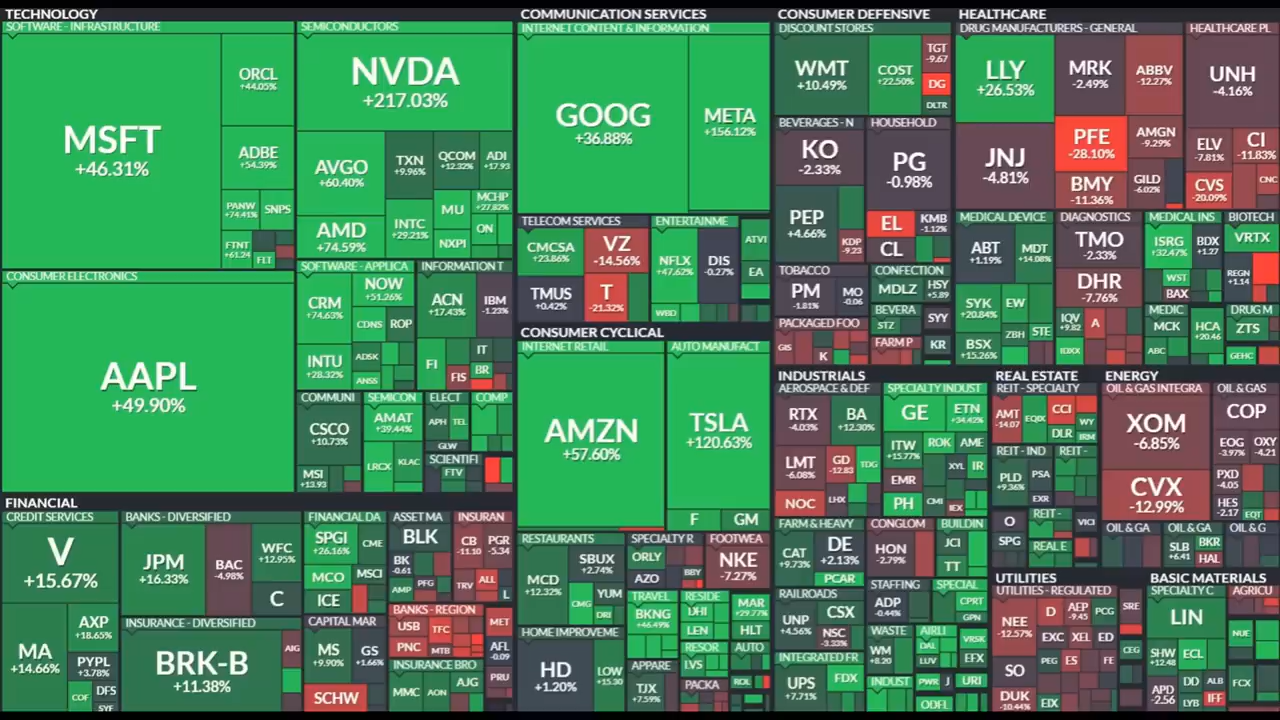 TECHNOLOGY
SOFTWARE - INFRASTRUCTURE
MSFT
+46.31%
ORCL
+44.05%
ADBE
+54.39%
PANW
+74.41%
SNPS
FTNT
+61.24
FLT
SEMICONDUCTORS
NVDA
+217.03%
AVGO
+60.40%
TXN
+9.96%
QCOM
+12.32%
ADI
+17.93
AMD
+74.59%
INTC
+29.21%
MU
MCHP
+27.82%
NXPI
ON
CONSUMER ELECTRONICS
AAPL
+49.90%
SOFTWARE - APPLICA
CRM
+74.63%
NOW
+51.26%
CDNS
ROP
INTU
+28.32%
ADSK
ANSS
INFORMATION T
ACN
+17.43%
IBM
-1.23%
FI
IT
FIS
BR
COMMUNI
CSCO
+10.73%
MSI
+13.93
SEMICON
AMAT
+39.44%
LRCX
KLAC
ELECT
APH
TEL
GLW
COMP
SCIENTIFI
FTV
COMMUNICATION SERVICES
INTERNET CONTENT & INFORMATION
GOOG
+36.88%
META
+156.12%
TELECOM SERVICES
CMCSA
+23.86%
VZ
-14.56%
TMUS
+0.42%
T
-21.32%
ENTERTAINME
NFLX
+47.62%
DIS
-0.27%
WBD
ATVI
EA
CONSUMER CYCLICAL
INTERNET RETAIL
AMZN
+57.60%
AUTO MANUFACT
TSLA
+120.63%
F
GM
RESTAURANTS
MCD
+12.32%
SBUX
+2.74%
CMG
YUM
DRI
SPECIALTY R
ORLY
AZO
BBY
FOOTWEA
NKE
-7.27%
TRAVEL
BKNG
+46.49%
RESIDE
DHI
LEN
MAR
+29.77%
HLT
HOME IMPROVEME
HD
+1.20%
LOW
+15.30
RESOR
LVS
AUTO
APPARE
TJX
+7.59%
PACKA
ROL
CONSUMER DEFENSIVE
DISCOUNT STORES
WMT
+10.49%
COST
+22.50%
TGT
-9.67
DG
DLTR
BEVERAGES - N
KO
-2.33%
PEP
+4.66%
KDP
-9.23
HOUSEHOLD
PG
-0.98%
EL
KMB
-1.12%
CL
TOBACCO
PM
-1.81%
MO
-0.06
CONFECTION
MDLZ
HSY
+5.89
BEVERA
STZ
SYY
PACKAGED FOO
GIS
K
FARM P
KR
HEALTHCARE
DRUG MANUFACTURERS - GENERAL
LLY
+26.53%
MRK
-2.49%
ABBV
-12.27%
JNJ
-4.81%
PFE
-28.10%
AMGN
-9.29%
BMY
-11.36%
GILD
-6.02%
HEALTHCARE PL
UNH
-4.16%
ELV
-7.81%
CI
-11.83%
CVS
-20.09%
CNC
MEDICAL DEVICE
ABT
+1.19%
MDT
+14.08%
SYK
+20.84%
EW
BSX
+15.26%
ZBH
STE
DIAGNOSTICS
TMO
-2.33%
DHR
-7.76%
IQV
+9.82
A
IDXX
MEDICAL INS
ISRG
+32.47%
BDX
+1.27
WST
BAX
BIOTECH
VRTX
REGN
+1.14
MEDIC
MCK
ABC
HCA
+20.46
DRUG M
ZTS
GEHC
INDUSTRIALS
AEROSPACE & DEF
RTX
-4.03%
BA
+12.30%
LMT
-6.08%
GD
-12.83
TDG
NOC
LHX
SPECIALTY INDUST
GE
ETN
+34.42%
ITW
+15.77%
ROK
AME
EMR
XYL
IR
PH
CMI
IEX
FARM & HEAVY
CAT
+9.73%
DE
+2.13%
PCAR
CONGLOM
HON
-2.79%
BUILDIN
JCI
TT
RAILROADS
UNP
+4.56%
CSX
NSC
-3.33%
STAFFING
ADP
-0.44%
SPECIAL
CPRT
GPN
INTEGRATED FR
UPS
+7.71%
FDX
WASTE
WM
+8.20
AIRLI
DAL
LUV
VRSK
EFX
INDUST
PWR
J
URI
ODFL
REAL ESTATE
REIT - SPECIALTY
AMT
-14.07
EQIX
CCI
WY
DLR
IRM
REIT - IND
PLD
+9.36%
PSA
EXR
REIT -
O
SPG
REIT -
VICI
REAL E
ENERGY
OIL & GAS INTEGRA
XOM
-6.85%
CVX
-12.99%
OIL & GAS
COP
EOG
-3.97%
OXY
-4.21
PXD
-4.05
HES
-2.17
EQT
OIL & GA
OIL & GA
SLB
+6.41
BKR
HAL
OIL & G
UTILITIES
UTILITIES - REGULATED
NEE
-12.57%
D
AEP
-9.45
PCG
SRE
EXC
XEL
ED
SO
PEG
ES
FE
CEG
DUK
-10.44%
EIX
BASIC MATERIALS
SPECIALTY C
LIN
SHW
+12.48
ECL
APD
-2.56
DD
ALB
LYB
IFF
AGRICU
NUE
FCX
FINANCIAL
CREDIT SERVICES
V
+15.67%
MA
+14.66%
AXP
+18.65%
PYPL
+3.78%
COF
DFS
SYF
BANKS - DIVERSIFIED
JPM
+16.33%
BAC
-4.98%
WFC
+12.95%
C
INSURANCE - DIVERSIFIED
BRK-B
+11.38%
AIG
FINANCIAL DA
SPGI
+26.16%
CME
MCO
MSCI
ICE
ASSET MA
BLK
BK
-0.61
AMP
PFG
INSURAN
CB
-11.10
PGR
-5.34
TRV
ALL
L
CAPITAL MAR
MS
+9.90%
GS
+1.66%
SCHW
BANKS - REGION
USB
TFC
PNC
MTB
MET
AFL
-0.09
INSURANCE BRO
MMC
AON
AJG
PRU